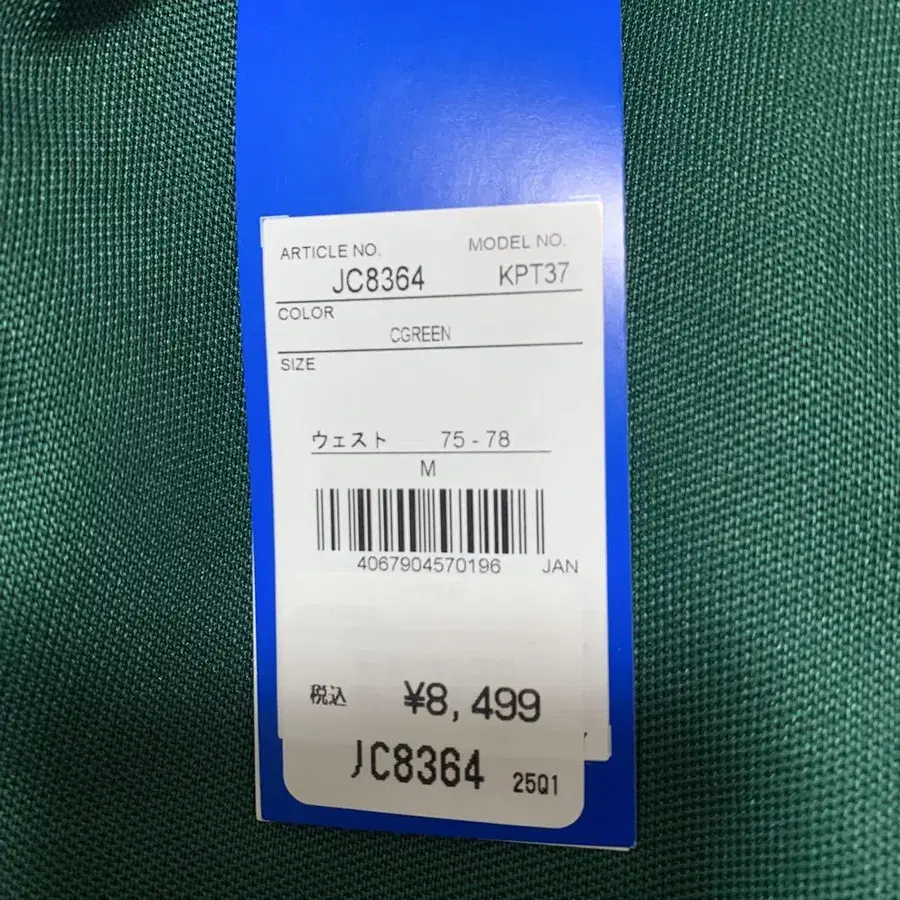 ARTICLE NO. MODEL NO.
JC8364 KPT37
COLOR
CGREEN
SIZE
ウェスト 75-78
M
4067904570196 JAN
税込 ¥8,499
JC8364 25Q1